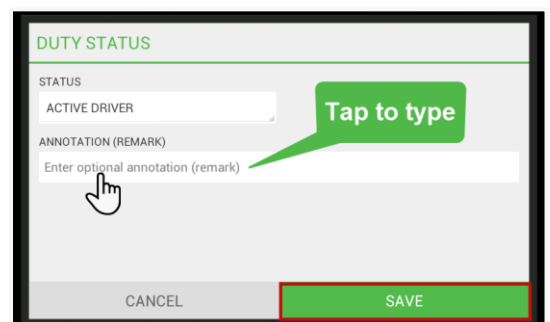 DUTY STATUS
STATUS
ACTIVE DRIVER
Tap to type
ANNOTATION (REMARK)
Enter optional annotation (remark)
CANCEL
SAVE